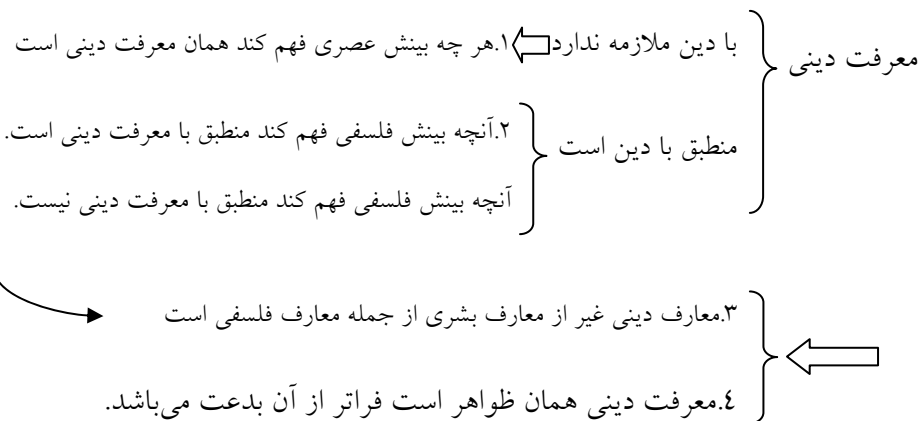 معرفت دینی
با دین ملازمه ندارد
۱.هر چه بینش عصری فهم کند همان معرفت دینی است
منطبق با دین است
۲.آنچه بینش فلسفی فهم کند منطبق با معرفت دینی است.
آنچه بینش فلسفی فهم کند منطبق با معرفت دینی نیست.
۳.معارف دینی غیر از معارف بشری از جمله معارف فلسفی است
٤.معرفت دینی همان ظواهر است فراتر از آن بدعت می‌باشد.